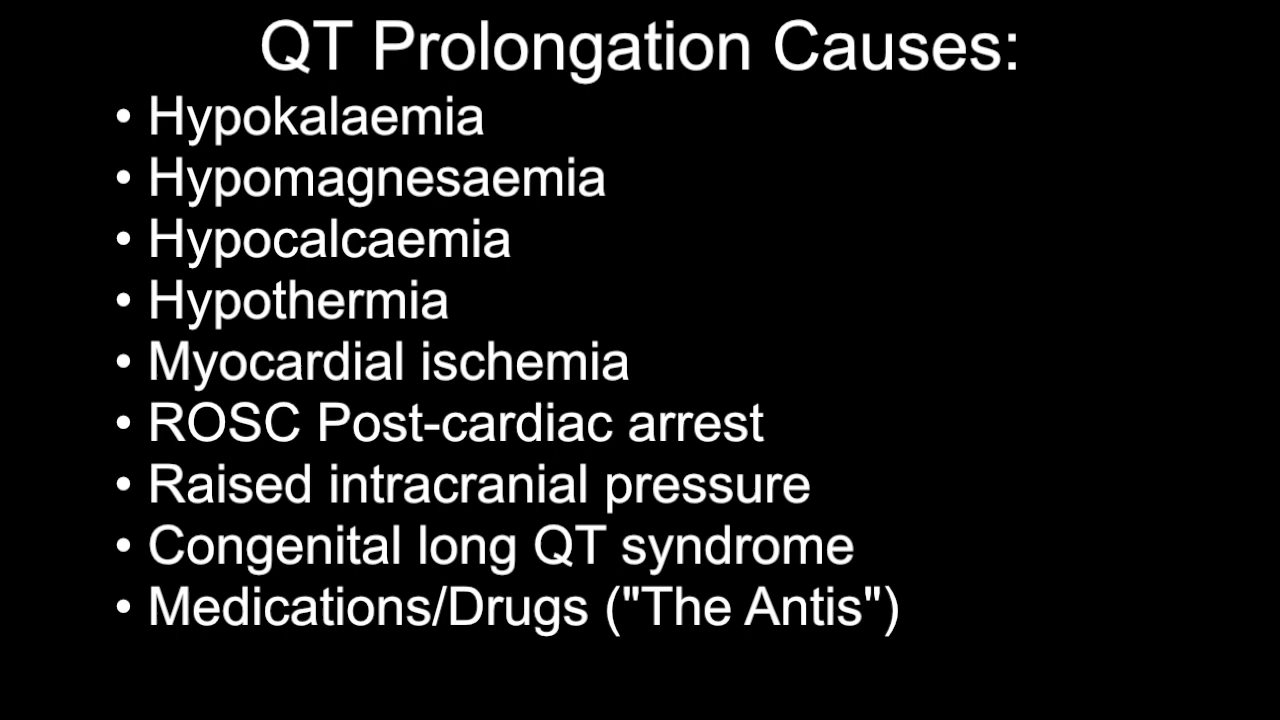 QT Prolongation Causes:
• Hypokalaemia
• Hypomagnesaemia
• Hypocalcaemia
• Hypothermia
• Myocardial ischemia
• ROSC Post-cardiac arrest
• Raised intracranial pressure
• Congenital long QT syndrome
• Medications/Drugs ("The Antis")